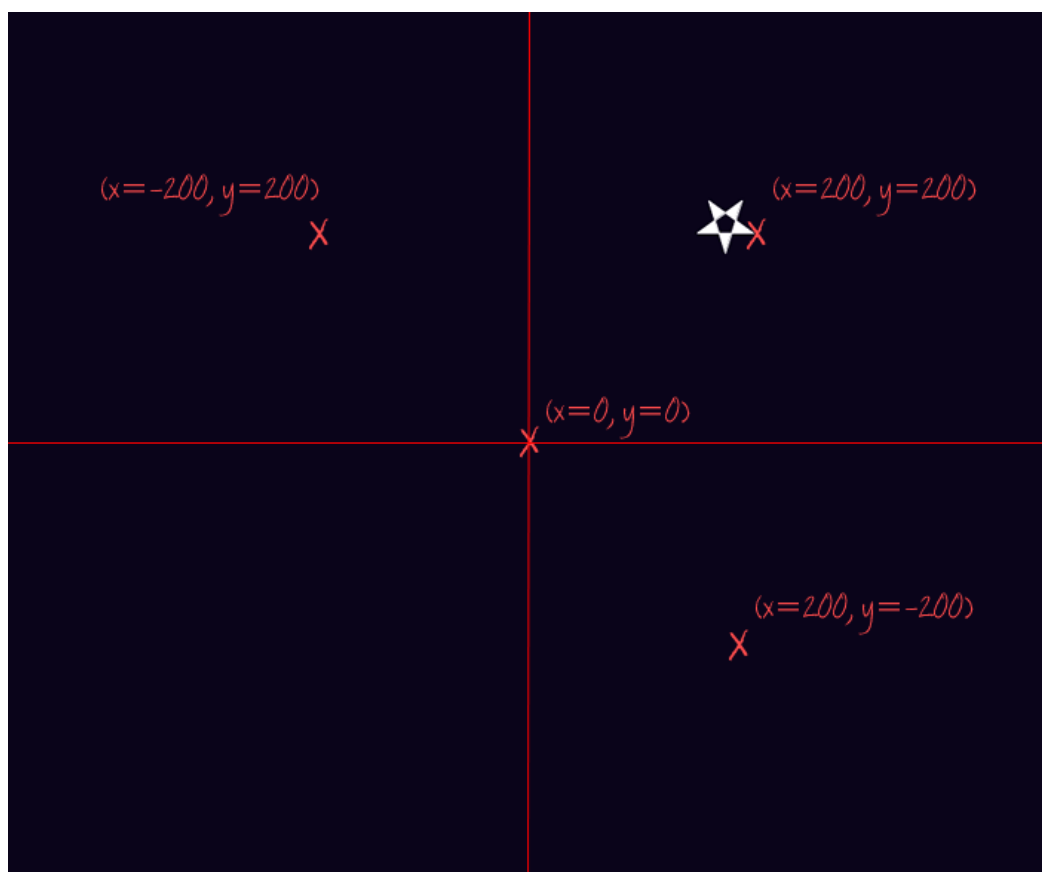 (x=-200, y=200)
(x=200, y=200)
(x=0, y=0)
(x=200, y=-200)